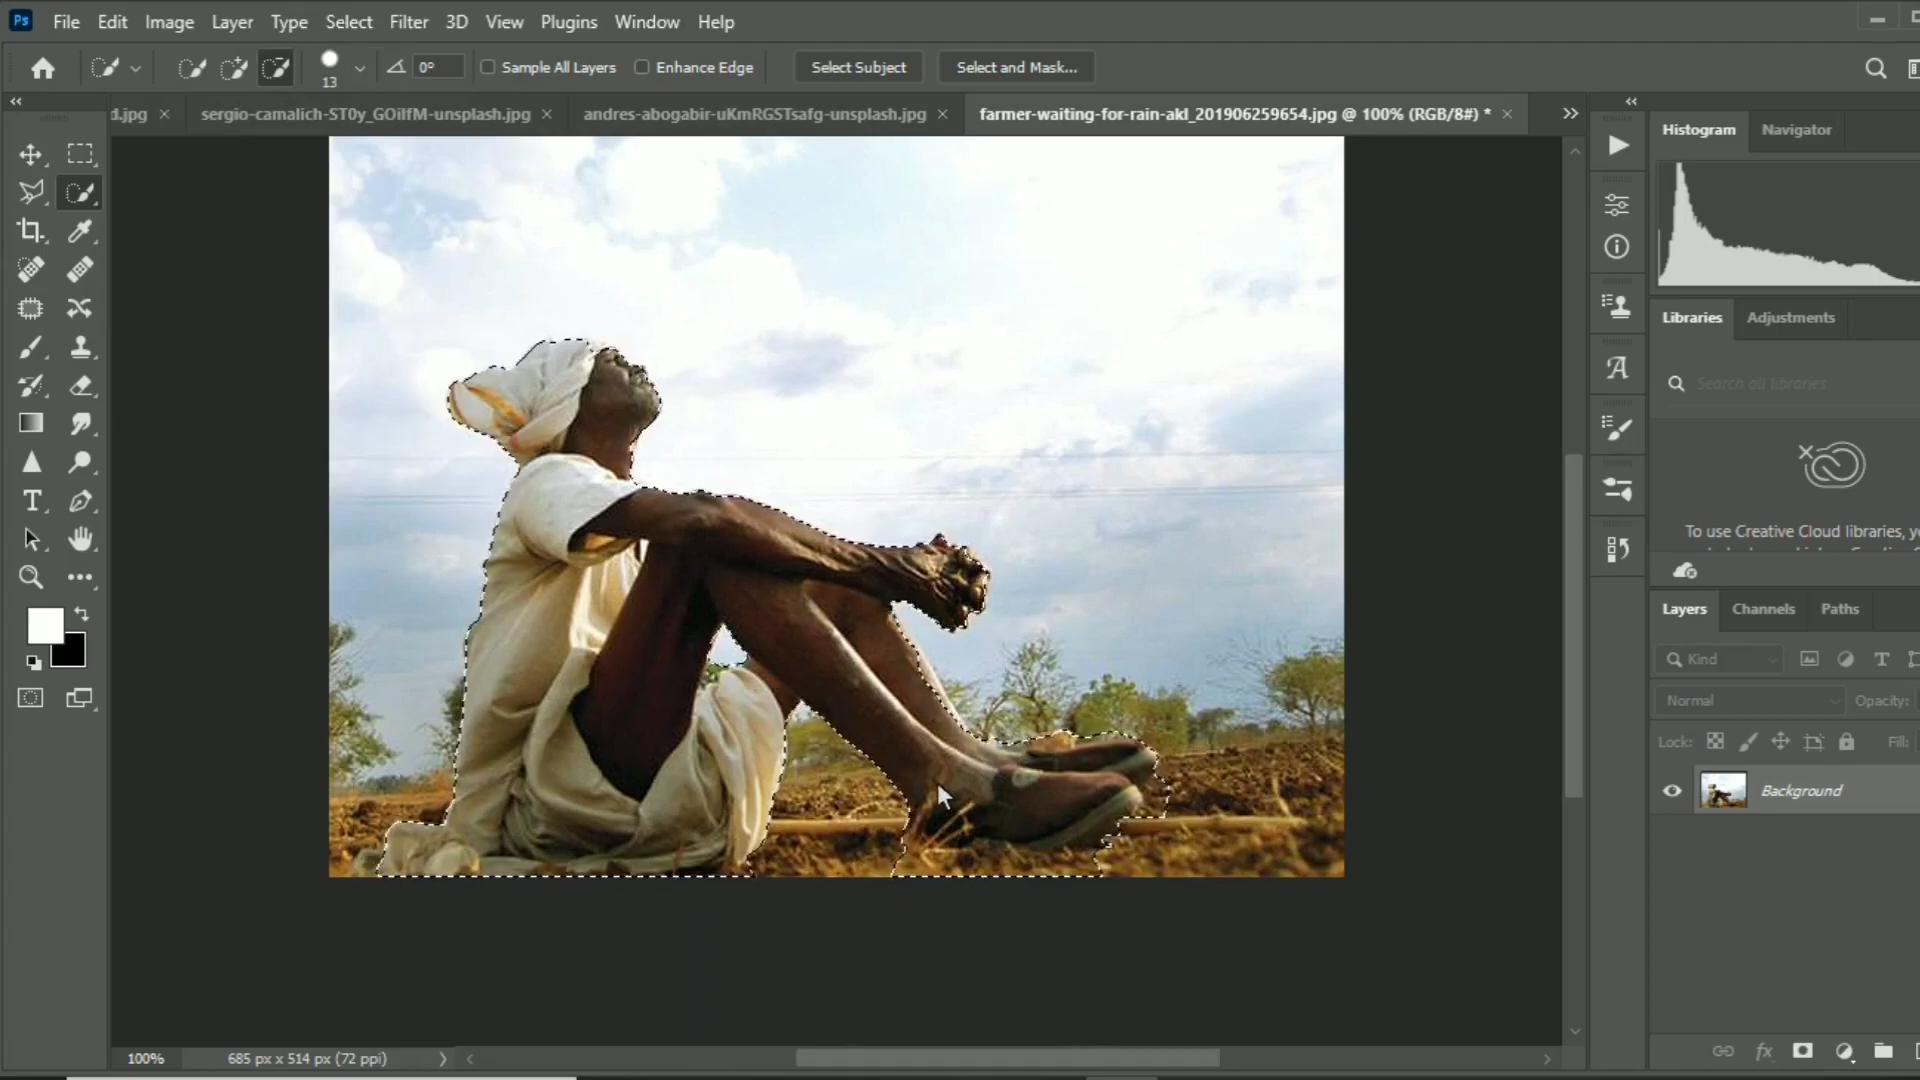 Ps File Edit Image Layer Type Select Filter 3D View Plugins Window Help
13 0° Sample All Layers Enhance Edge Select Subject Select and Mask...
d.jpg × sergio-camalich-ST0y_GOilfM-unsplash.jpg × andres-abogabir-uKmRGSTsafg-unsplash.jpg × farmer-waiting-for-rain-akl_201906259654.jpg @ 100% (RGB/8#) * ×
Histogram Navigator
Libraries Adjustments
Search all libraries
To use Creative Cloud libraries,
Layers Channels Paths
Kind
Normal Opacity:
Lock: Fill:
Background
100% 685 px x 514 px (72 ppi)
fx